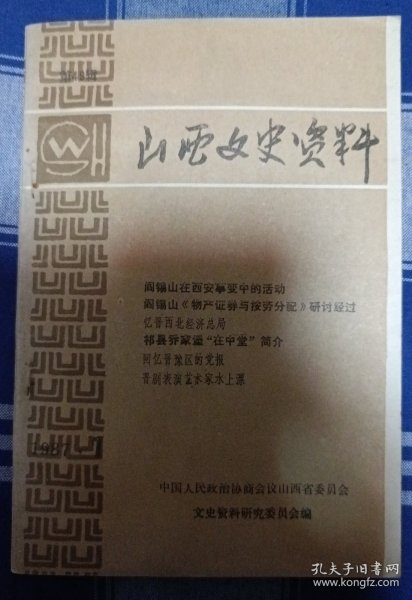 山西文史资料
阎锡山在西安事变中的活动
阎锡山《物产证券与按劳分配》研讨经过
忆晋西北经济总局
祁县乔家堡“在中堂”简介
回忆晋豫区的党报
晋剧表演艺术家水上漂
1987·1
中国人民政治协商会议山西省委员会
文史资料研究委员会编
孔夫子旧书网
www.kongfz.com